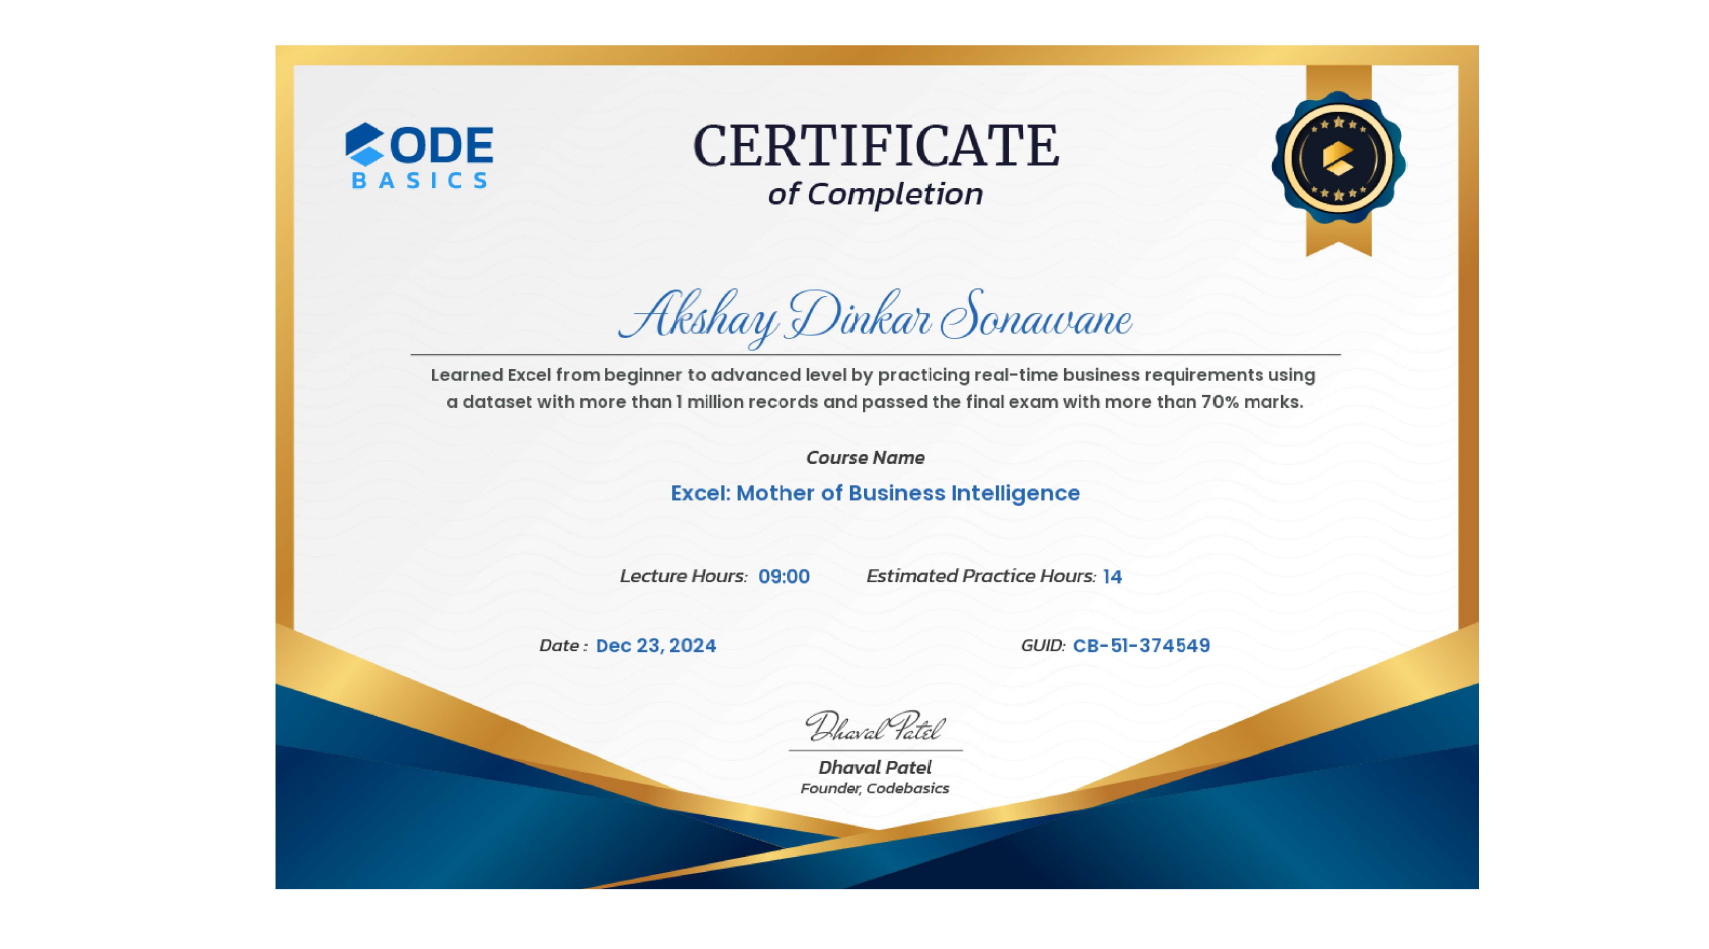 CODE
BASICS
CERTIFICATE
of Completion
Akshay Dinkar Sonawane
Learned Excel from beginner to advanced level by practicing real-time business requirements using
a dataset with more than 1 million records and passed the final exam with more than 70% marks.
Course Name
Excel: Mother of Business Intelligence
Lecture Hours: 09:00 Estimated Practice Hours: 14
Date : Dec 23, 2024 GUID: CB-51-374549
Dhaval Patel
Dhaval Patel
Founder, Codebasics